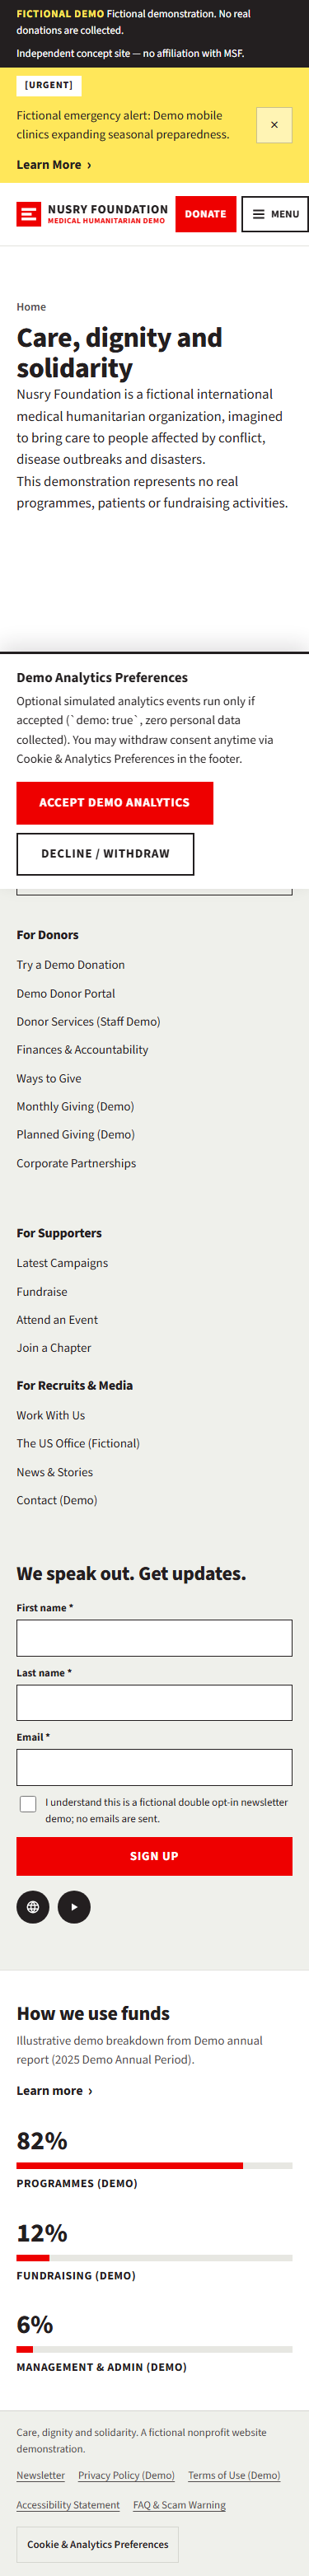 FICTIONAL DEMO Fictional demonstration. No real
donations are collected.
Independent concept site — no affiliation with MSF.
[URGENT]
Fictional emergency alert: Demo mobile
clinics expanding seasonal preparedness.
×
Learn More ›
NUSRY FOUNDATION
MEDICAL HUMANITARIAN DEMO
DONATE
MENU
Home
Care, dignity and
solidarity
Nusry Foundation is a fictional international
medical humanitarian organization, imagined
to bring care to people affected by conflict,
disease outbreaks and disasters.
This demonstration represents no real
programmes, patients or fundraising activities.
Demo Analytics Preferences
Optional simulated analytics events run only if
accepted (`demo: true`, zero personal data
collected). You may withdraw consent anytime via
Cookie & Analytics Preferences in the footer.
ACCEPT DEMO ANALYTICS
DECLINE / WITHDRAW
For Donors
Try a Demo Donation
Demo Donor Portal
Donor Services (Staff Demo)
Finances & Accountability
Ways to Give
Monthly Giving (Demo)
Planned Giving (Demo)
Corporate Partnerships
For Supporters
Latest Campaigns
Fundraise
Attend an Event
Join a Chapter
For Recruits & Media
Work With Us
The US Office (Fictional)
News & Stories
Contact (Demo)
We speak out. Get updates.
First name *
Last name *
Email *
I understand this is a fictional double opt-in newsletter
demo; no emails are sent.
SIGN UP
How we use funds
Illustrative demo breakdown from Demo annual
report (2025 Demo Annual Period).
Learn more ›
82%
PROGRAMMES (DEMO)
12%
FUNDRAISING (DEMO)
6%
MANAGEMENT & ADMIN (DEMO)
Care, dignity and solidarity. A fictional nonprofit website
demonstration.
Newsletter Privacy Policy (Demo) Terms of Use (Demo)
Accessibility Statement FAQ & Scam Warning
Cookie & Analytics Preferences